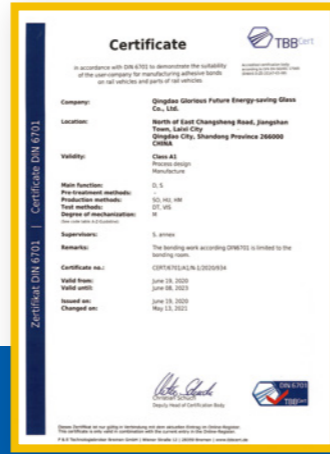 Certificate
TBBCert
in accordance with DIN 6701 to demonstrate the suitability
of the user-company for manufacturing adhesive bonds
on rail vehicles and parts of rail vehicles
Company: Qingdao Glorious Future Energy-saving Glass
Co., Ltd.
Location: North of East Changsheng Road, Jiangshan
Town, Laixi City
Qingdao City, Shandong Province 266000
CHINA
Validity: Class A1
Process design
Manufacture
Main function: D, S
Pre-treatment methods: -
Production methods: SO, HU, HM
Test methods: DT, VIS
Degree of mechanization: M
Supervisors: S. annex
Remarks: The bonding work according DIN6701 is limited to the
bonding room.
Certificate no.: CERT/6701/A1/N-1/2020/934
Valid from: June 19, 2020
Valid until: June 08, 2023
Issued on: June 19, 2020
Changed on: May 13, 2021
Christian Schuch
Deputy Head of Certification Body
DIN 6701
TBBCert
Zertifikat DIN 6701 | Certificate DIN 6701